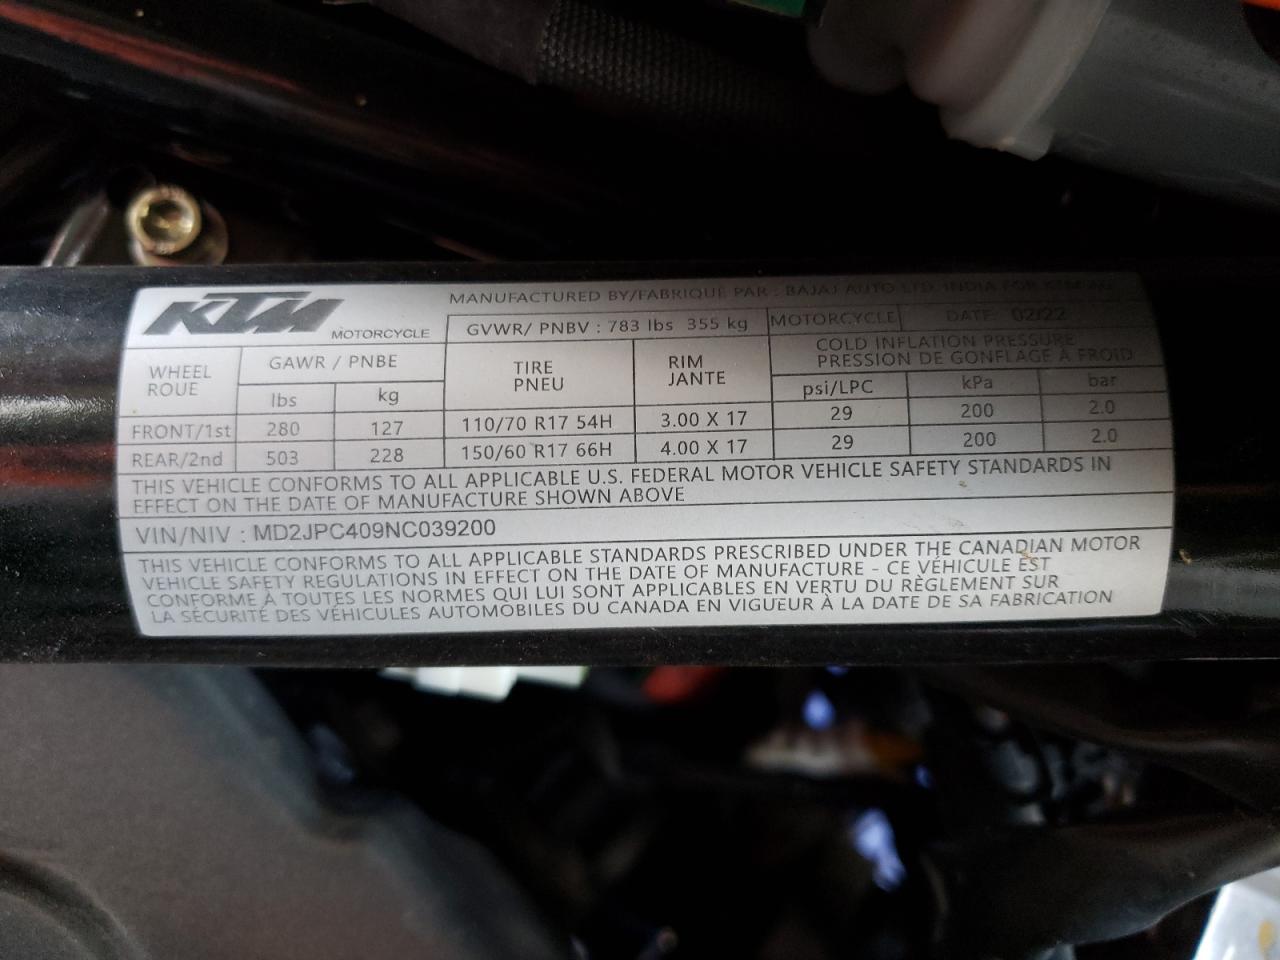 KTM
MOTORCYCLE
MANUFACTURED BY/FABRIQUÉ PAR : BAJAJ AUTO LTD. INDIA FOR KTM AG
GVWR/ PNBV : 783 lbs 355 kg MOTORCYCLE DATE: 02/22
WHEEL
ROUE
GAWR / PNBE
lbs kg
TIRE
PNEU
RIM
JANTE
COLD INFLATION PRESSURE
PRESSION DE GONFLAGE À FROID
psi/LPC kPa bar
FRONT/1st 280 127 110/70 R17 54H 3.00 X 17 29 200 2.0
REAR/2nd 503 228 150/60 R17 66H 4.00 X 17 29 200 2.0
THIS VEHICLE CONFORMS TO ALL APPLICABLE U.S. FEDERAL MOTOR VEHICLE SAFETY STANDARDS IN
EFFECT ON THE DATE OF MANUFACTURE SHOWN ABOVE
VIN/NIV : MD2JPC409NC039200
THIS VEHICLE CONFORMS TO ALL APPLICABLE STANDARDS PRESCRIBED UNDER THE CANADIAN MOTOR
VEHICLE SAFETY REGULATIONS IN EFFECT ON THE DATE OF MANUFACTURE - CE VÉHICULE EST
CONFORME À TOUTES LES NORMES QUI LUI SONT APPLICABLES EN VERTU DU RÈGLEMENT SUR
LA SÉCURITÉ DES VÉHICULES AUTOMOBILES DU CANADA EN VIGUEUR À LA DATE DE SA FABRICATION